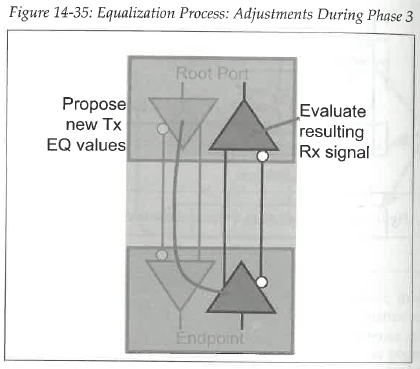 Figure 14-35: Equalization Process: Adjustments During Phase 3
Root Port
Propose
new Tx
EQ values
Evaluate
resulting
Rx signal
Endpoint